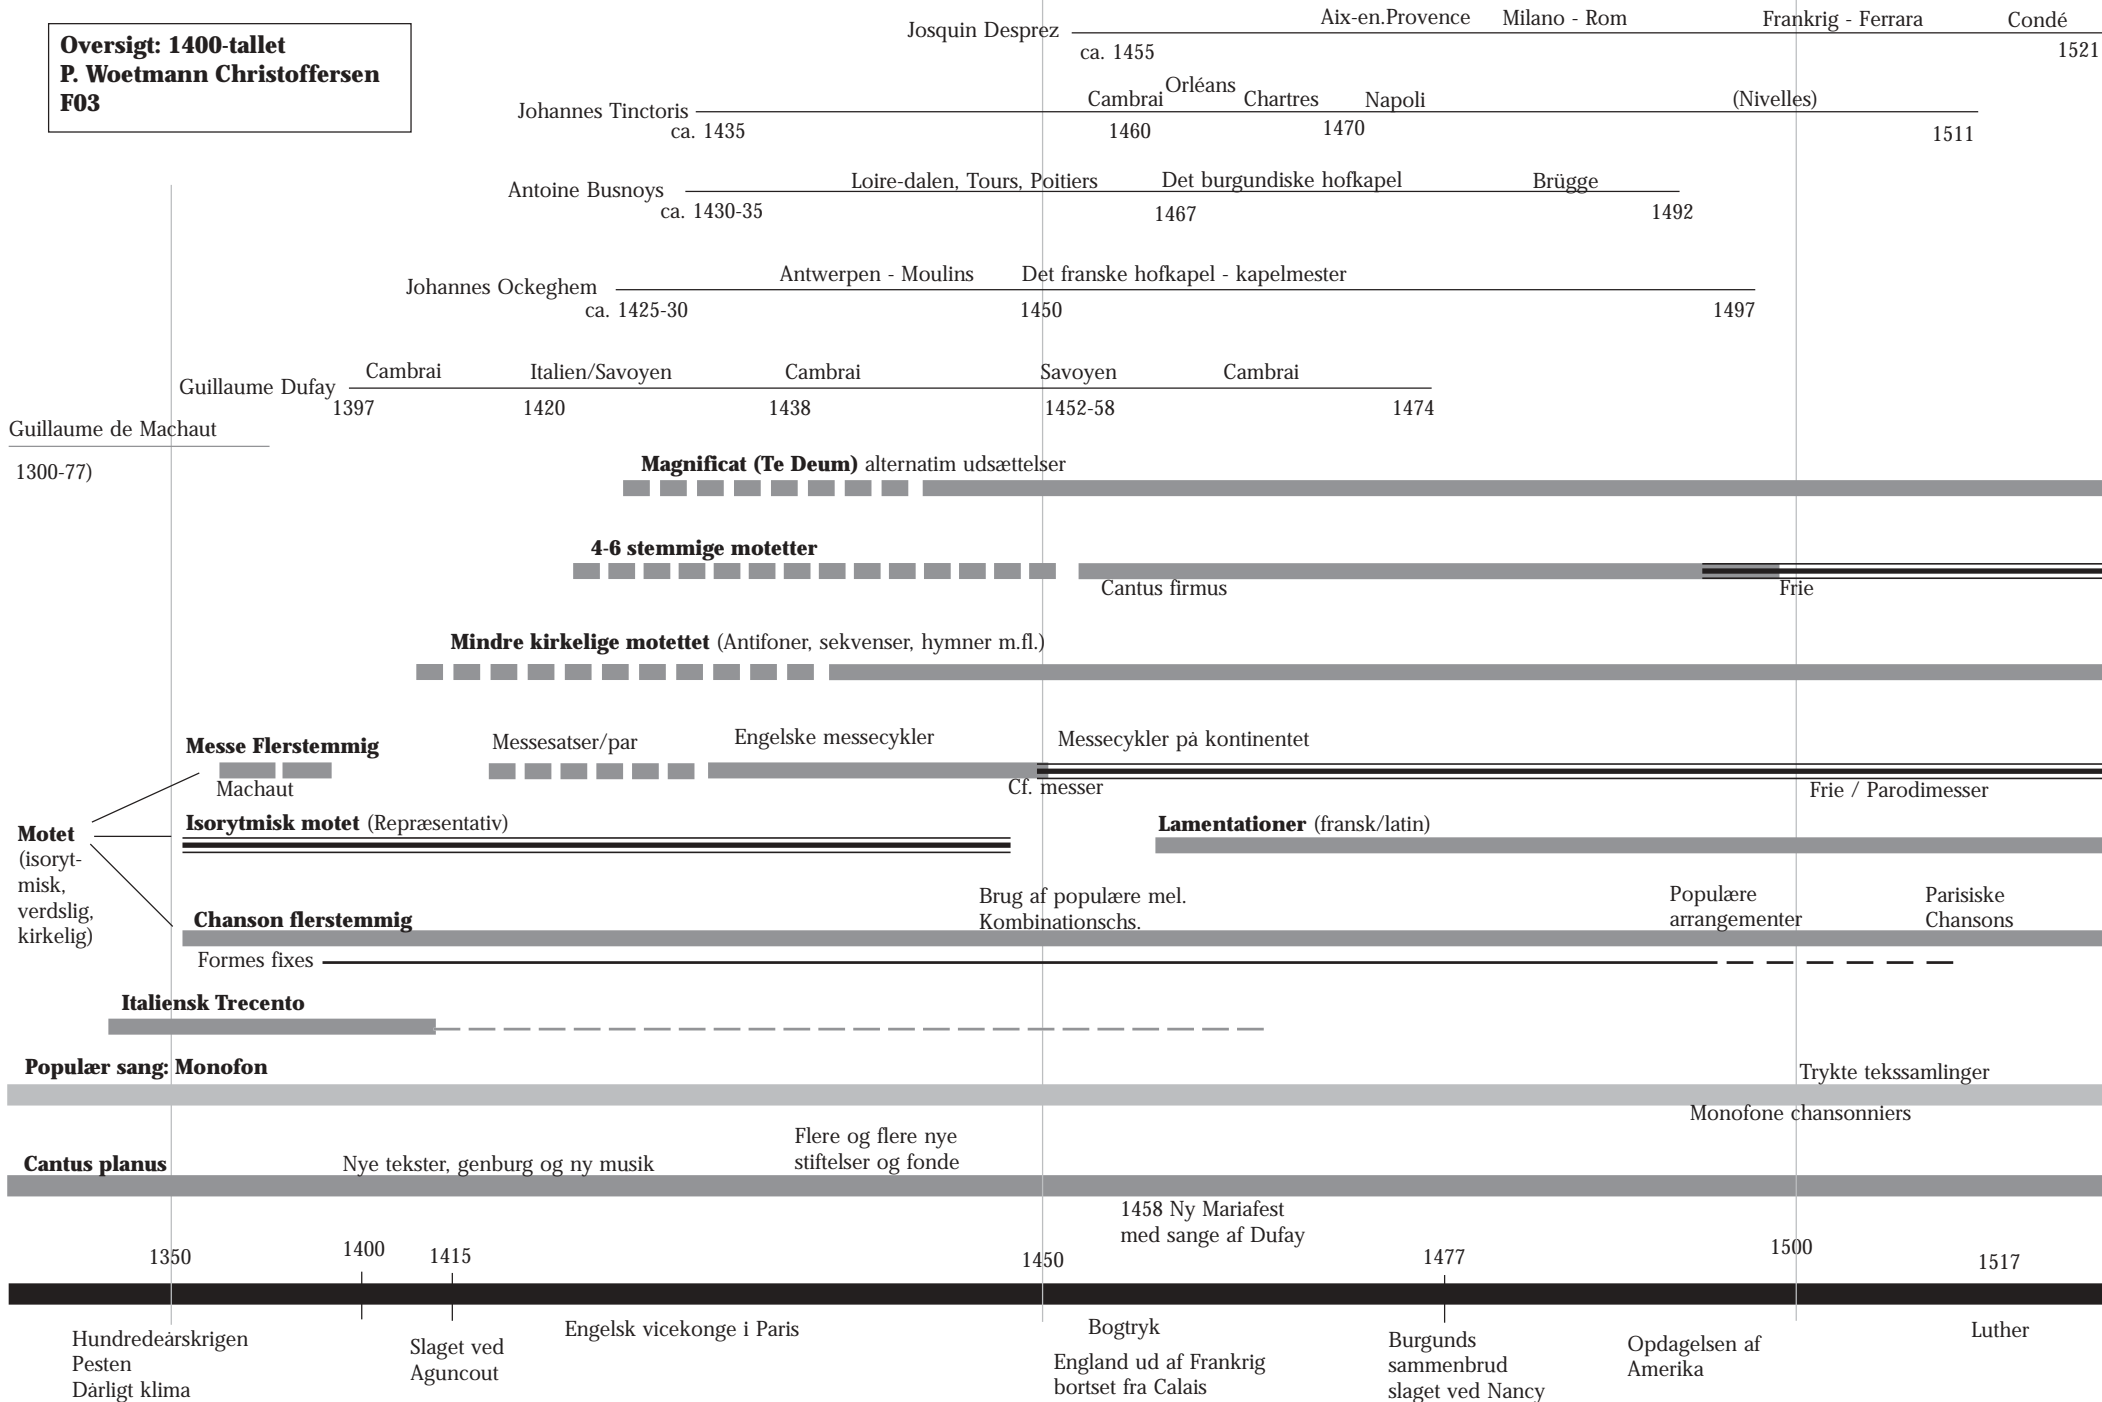 Oversigt: 1400-tallet
P. Woetmann Christoffersen
F03
Josquin Desprez
Aix-en.Provence
Milano - Rom
Frankrig - Ferrara
Condé
ca. 1455
1521
Johannes Tinctoris
Cambrai
Orléans
Chartres
Napoli
(Nivelles)
ca. 1435
1460
1470
1511
Antoine Busnoys
Loire-dalen, Tours, Poitiers
Det burgundiske hofkapel
Brügge
ca. 1430-35
1467
1492
Johannes Ockeghem
Antwerpen - Moulins
Det franske hofkapel - kapelmester
ca. 1425-30
1450
1497
Guillaume Dufay
Cambrai
Italien/Savoyen
Cambrai
Savoyen
Cambrai
1397
1420
1438
1452-58
1474
Guillaume de Machaut
1300-77)
Magnificat (Te Deum) alternatim udsættelser
4-6 stemmige motetter
Cantus firmus
Frie
Mindre kirkelige motettet (Antifoner, sekvenser, hymner m.fl.)
Messe Flerstemmig
Messesatser/par
Engelske messecykler
Messecykler på kontinentet
Machaut
Cf. messer
Frie / Parodimesser
Motet
(isoryt-
misk,
verdslig,
kirkelig)
Isorytmisk motet (Repræsentativ)
Lamentationer (fransk/latin)
Chanson flerstemmig
Brug af populære mel.
Kombinationschs.
Populære
arrangementer
Parisiske
Chansons
Formes fixes
Italiensk Trecento
Populær sang: Monofon
Trykte tekssamlinger
Monofone chansonniers
Cantus planus
Nye tekster, genburg og ny musik
Flere og flere nye
stiftelser og fonde
1458 Ny Mariafest
med sange af Dufay
1350
1400
1415
1450
1477
1500
1517
Hundredeårskrigen
Pesten
Dårligt klima
Slaget ved
Aguncout
Engelsk vicekonge i Paris
Bogtryk
England ud af Frankrig
bortset fra Calais
Burgunds
sammenbrud
slaget ved Nancy
Opdagelsen af
Amerika
Luther